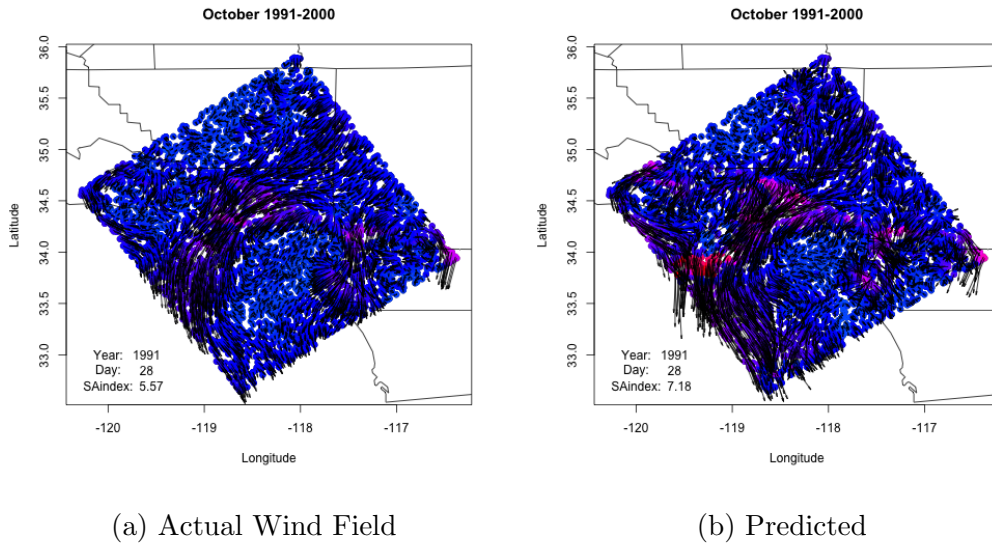 October 1991-2000
Latitude
36.0
35.5
35.0
34.5
34.0
33.5
33.0
Year: 1991
Day: 28
SAindex: 5.57
-120 -119 -118 -117
Longitude
(a) Actual Wind Field
October 1991-2000
Latitude
36.0
35.5
35.0
34.5
34.0
33.5
33.0
Year: 1991
Day: 28
SAindex: 7.18
-120 -119 -118 -117
Longitude
(b) Predicted